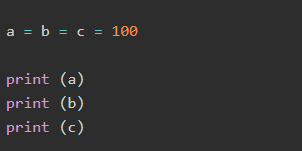 a = b = c = 100
print (a)
print (b)
print (c)